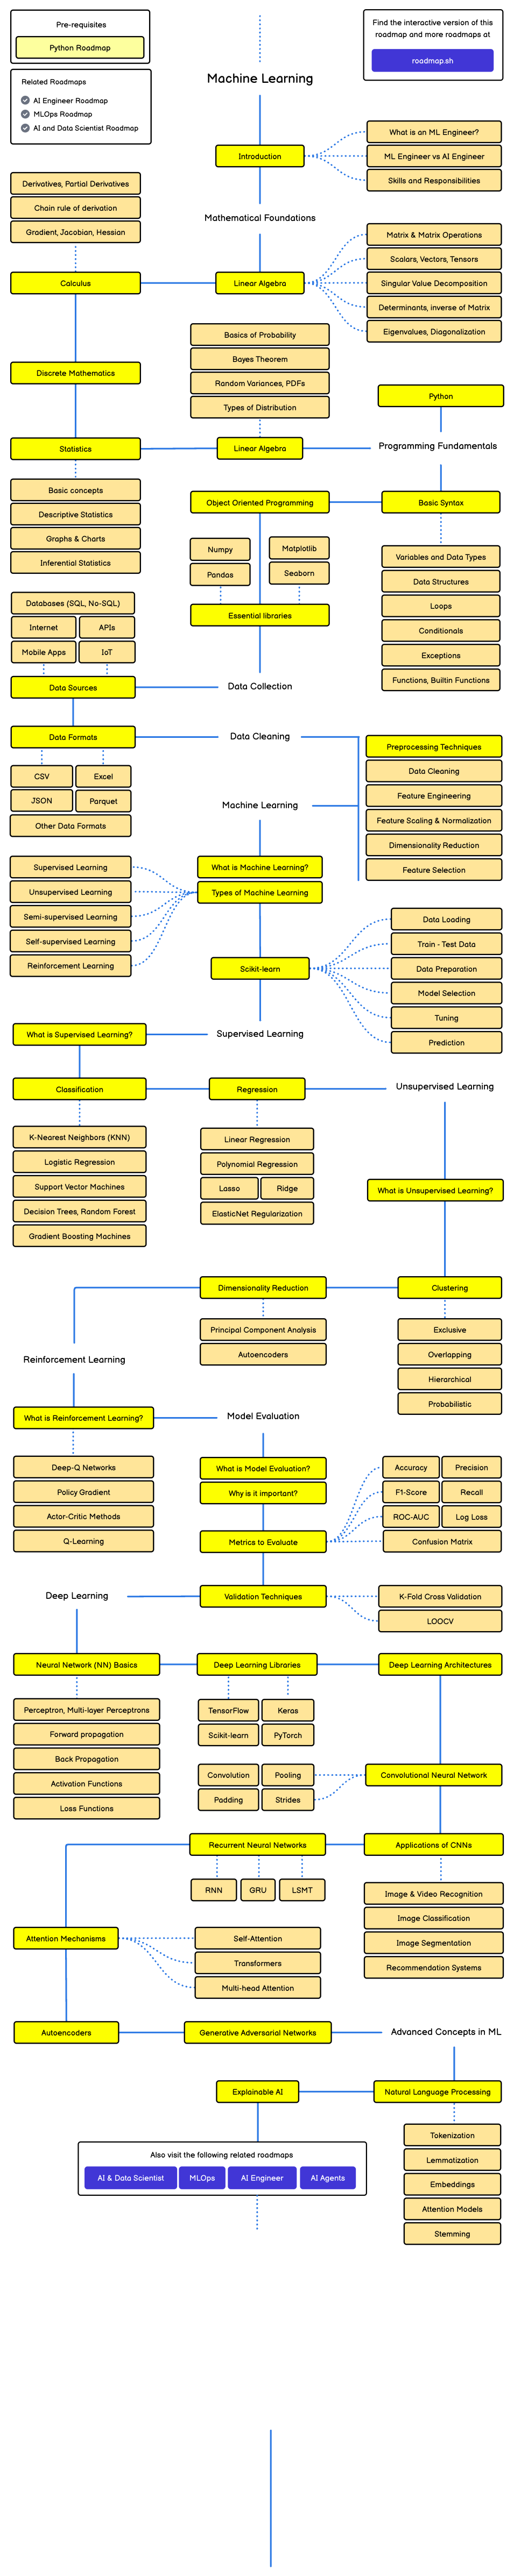 Pre-requisites
Python Roadmap
Find the interactive version of this
roadmap and more roadmaps at
roadmap.sh
Related Roadmaps
AI Engineer Roadmap
MLOps Roadmap
AI and Data Scientist Roadmap
Machine Learning
Introduction
What is an ML Engineer?
ML Engineer vs AI Engineer
Skills and Responsibilities
Mathematical Foundations
Derivatives, Partial Derivatives
Chain rule of derivation
Gradient, Jacobian, Hessian
Calculus
Linear Algebra
Matrix & Matrix Operations
Scalars, Vectors, Tensors
Singular Value Decomposition
Determinants, inverse of Matrix
Eigenvalues, Diagonalization
Discrete Mathematics
Basics of Probability
Bayes Theorem
Random Variances, PDFs
Types of Distribution
Python
Statistics
Linear Algebra
Programming Fundamentals
Basic concepts
Descriptive Statistics
Graphs & Charts
Inferential Statistics
Object Oriented Programming
Basic Syntax
Numpy
Matplotlib
Pandas
Seaborn
Essential libraries
Variables and Data Types
Data Structures
Loops
Conditionals
Exceptions
Functions, Builtin Functions
Databases (SQL, No-SQL)
Internet
APIs
Mobile Apps
IoT
Data Sources
Data Collection
Data Formats
Data Cleaning
CSV
Excel
JSON
Parquet
Other Data Formats
Preprocessing Techniques
Data Cleaning
Feature Engineering
Feature Scaling & Normalization
Dimensionality Reduction
Feature Selection
Machine Learning
What is Machine Learning?
Types of Machine Learning
Supervised Learning
Unsupervised Learning
Semi-supervised Learning
Self-supervised Learning
Reinforcement Learning
Scikit-learn
Data Loading
Train - Test Data
Data Preparation
Model Selection
Tuning
Prediction
What is Supervised Learning?
Supervised Learning
Classification
Regression
Unsupervised Learning
K-Nearest Neighbors (KNN)
Logistic Regression
Support Vector Machines
Decision Trees, Random Forest
Gradient Boosting Machines
Linear Regression
Polynomial Regression
Lasso
Ridge
ElasticNet Regularization
What is Unsupervised Learning?
Dimensionality Reduction
Clustering
Principal Component Analysis
Autoencoders
Exclusive
Overlapping
Hierarchical
Probabilistic
Reinforcement Learning
What is Reinforcement Learning?
Model Evaluation
Deep-Q Networks
Policy Gradient
Actor-Critic Methods
Q-Learning
What is Model Evaluation?
Why is it important?
Metrics to Evaluate
Accuracy
Precision
F1-Score
Recall
ROC-AUC
Log Loss
Confusion Matrix
Deep Learning
Validation Techniques
K-Fold Cross Validation
LOOCV
Neural Network (NN) Basics
Deep Learning Libraries
Deep Learning Architectures
Perceptron, Multi-layer Perceptrons
Forward propagation
Back Propagation
Activation Functions
Loss Functions
TensorFlow
Keras
Scikit-learn
PyTorch
Convolution
Pooling
Padding
Strides
Convolutional Neural Network
Recurrent Neural Networks
Applications of CNNs
RNN
GRU
LSMT
Image & Video Recognition
Image Classification
Image Segmentation
Recommendation Systems
Attention Mechanisms
Self-Attention
Transformers
Multi-head Attention
Autoencoders
Generative Adversarial Networks
Advanced Concepts in ML
Explainable AI
Natural Language Processing
Tokenization
Lemmatization
Embeddings
Attention Models
Stemming
Also visit the following related roadmaps
AI & Data Scientist
MLOps
AI Engineer
AI Agents